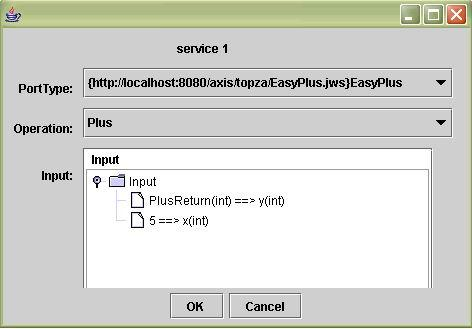 service 1
PortType:
{http://localhost:8080/axis/topza/EasyPlus.jws}EasyPlus
Operation:
Plus
Input:
Input
Input
PlusReturn(int) ==> y(int)
5 ==> x(int)
OK
Cancel